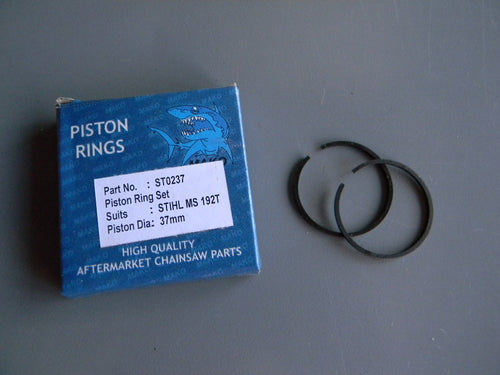 PISTON
RINGS
MAKO
Part No. : ST0237
Piston Ring Set
Suits : STIHL MS 192T
Piston Dia.: 37mm
HIGH QUALITY
AFTERMARKET CHAINSAW PARTS